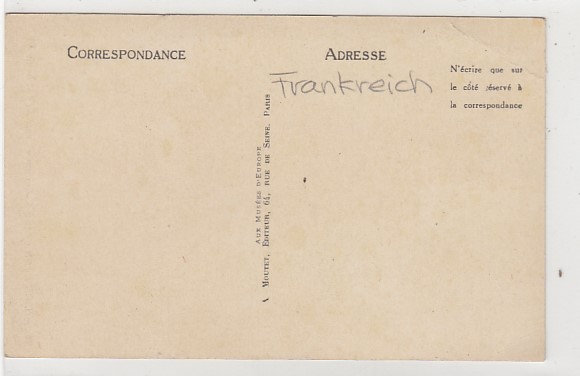 CORRESPONDANCE
ADRESSE
Frankreich
N'écrire que sur
le côté réservé à
la correspondance
AUX MUSÉES D'EUROPE
A MOUTET, EDITEUR, 64, RUE DE SEINE, PARIS